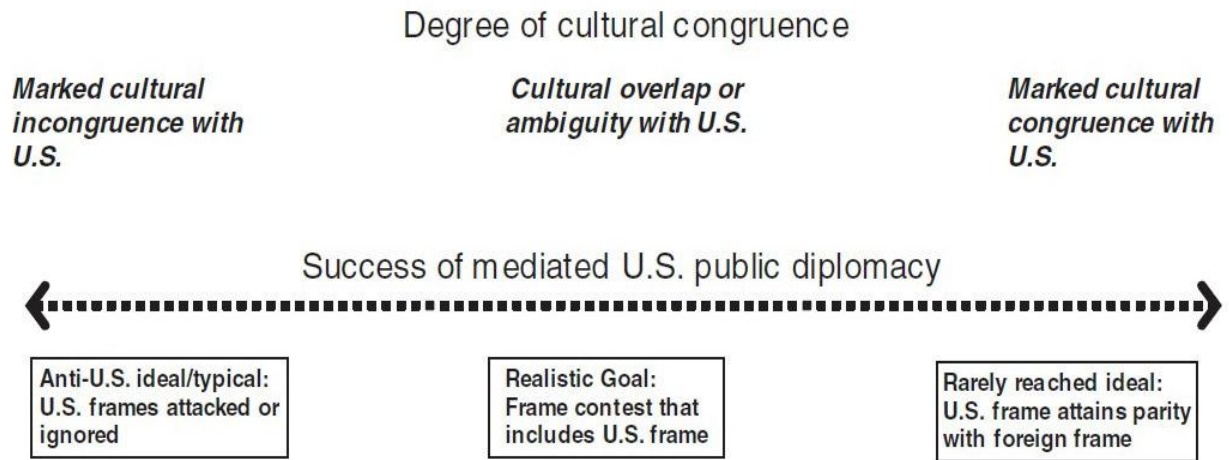 Degree of cultural congruence
Marked cultural
incongruence with
U.S.
Cultural overlap or
ambiguity with U.S.
Marked cultural
congruence with
U.S.
Success of mediated U.S. public diplomacy
Anti-U.S. ideal/typical:
U.S. frames attacked or
ignored
Realistic Goal:
Frame contest that
includes U.S. frame
Rarely reached ideal:
U.S. frame attains parity
with foreign frame